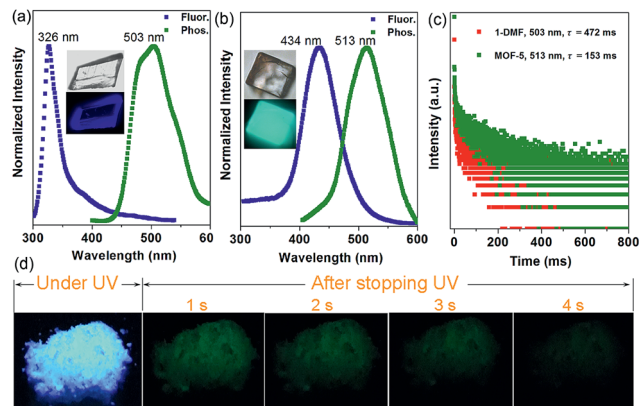 (a)
326 nm
503 nm
Fluor.
Phos.
Normalized Intensity
300
400
500
60
Wavelength (nm)
(b)
434 nm
513 nm
Fluor.
Phos.
Normalized Intensity
300
400
500
600
Wavelength (nm)
(c)
1-DMF, 503 nm, τ = 472 ms
MOF-5, 513 nm, τ = 153 ms
Intensity (a.u.)
0
200
400
600
800
Time (ms)
(d)
Under UV
After stopping UV
1 s
2 s
3 s
4 s